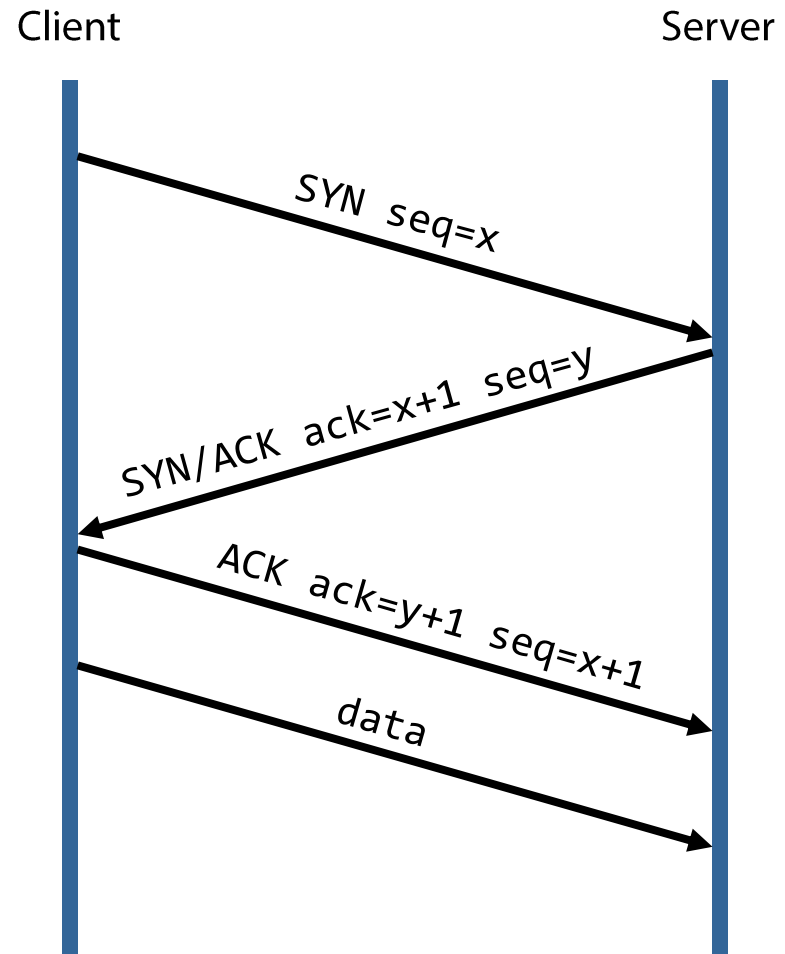 Client
Server
SYN seq=x
SYN/ACK ack=x+1 seq=y
ACK ack=y+1 seq=x+1
data